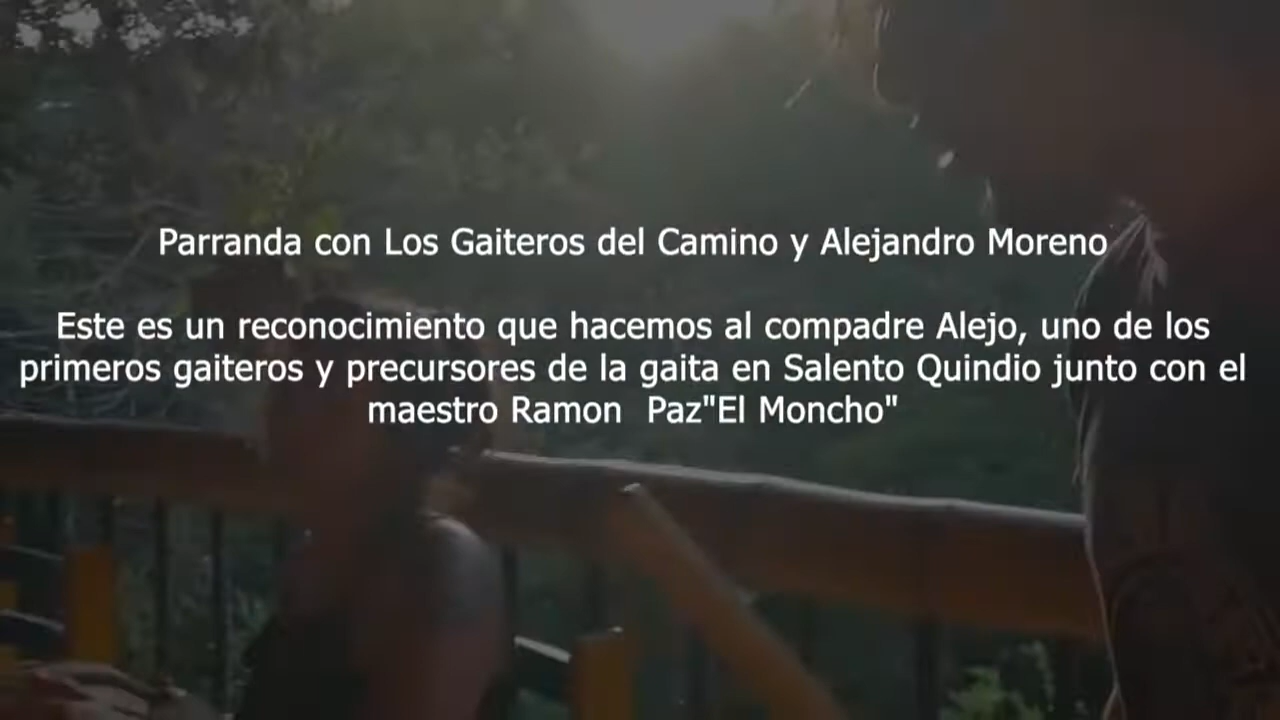 Parranda con Los Gaiteros del Camino y Alejandro Moreno
Este es un reconocimiento que hacemos al compadre Alejo, uno de los
primeros gaiteros y precursores de la gaita en Salento Quindio junto con el
maestro Ramon  Paz"El Moncho"